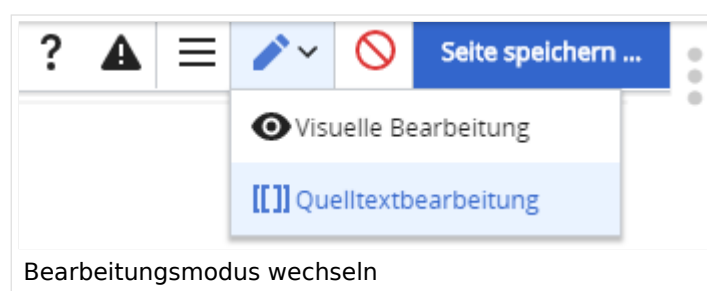 ? Seite speichern ...
Visuelle Bearbeitung
[[]] Quelltextbearbeitung
Bearbeitungsmodus wechseln